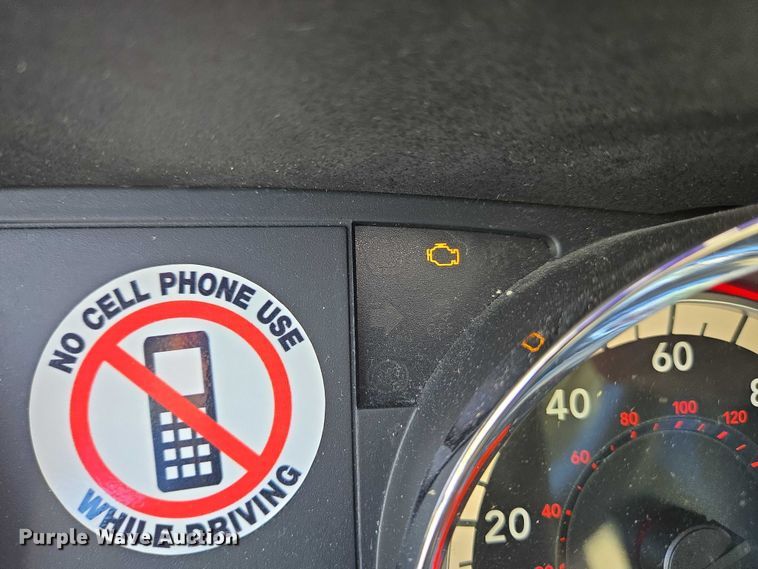 NO CELL PHONE USE
WHILE DRIVING
20
40
60
40
60
80
100
120
Purple Wave Auction